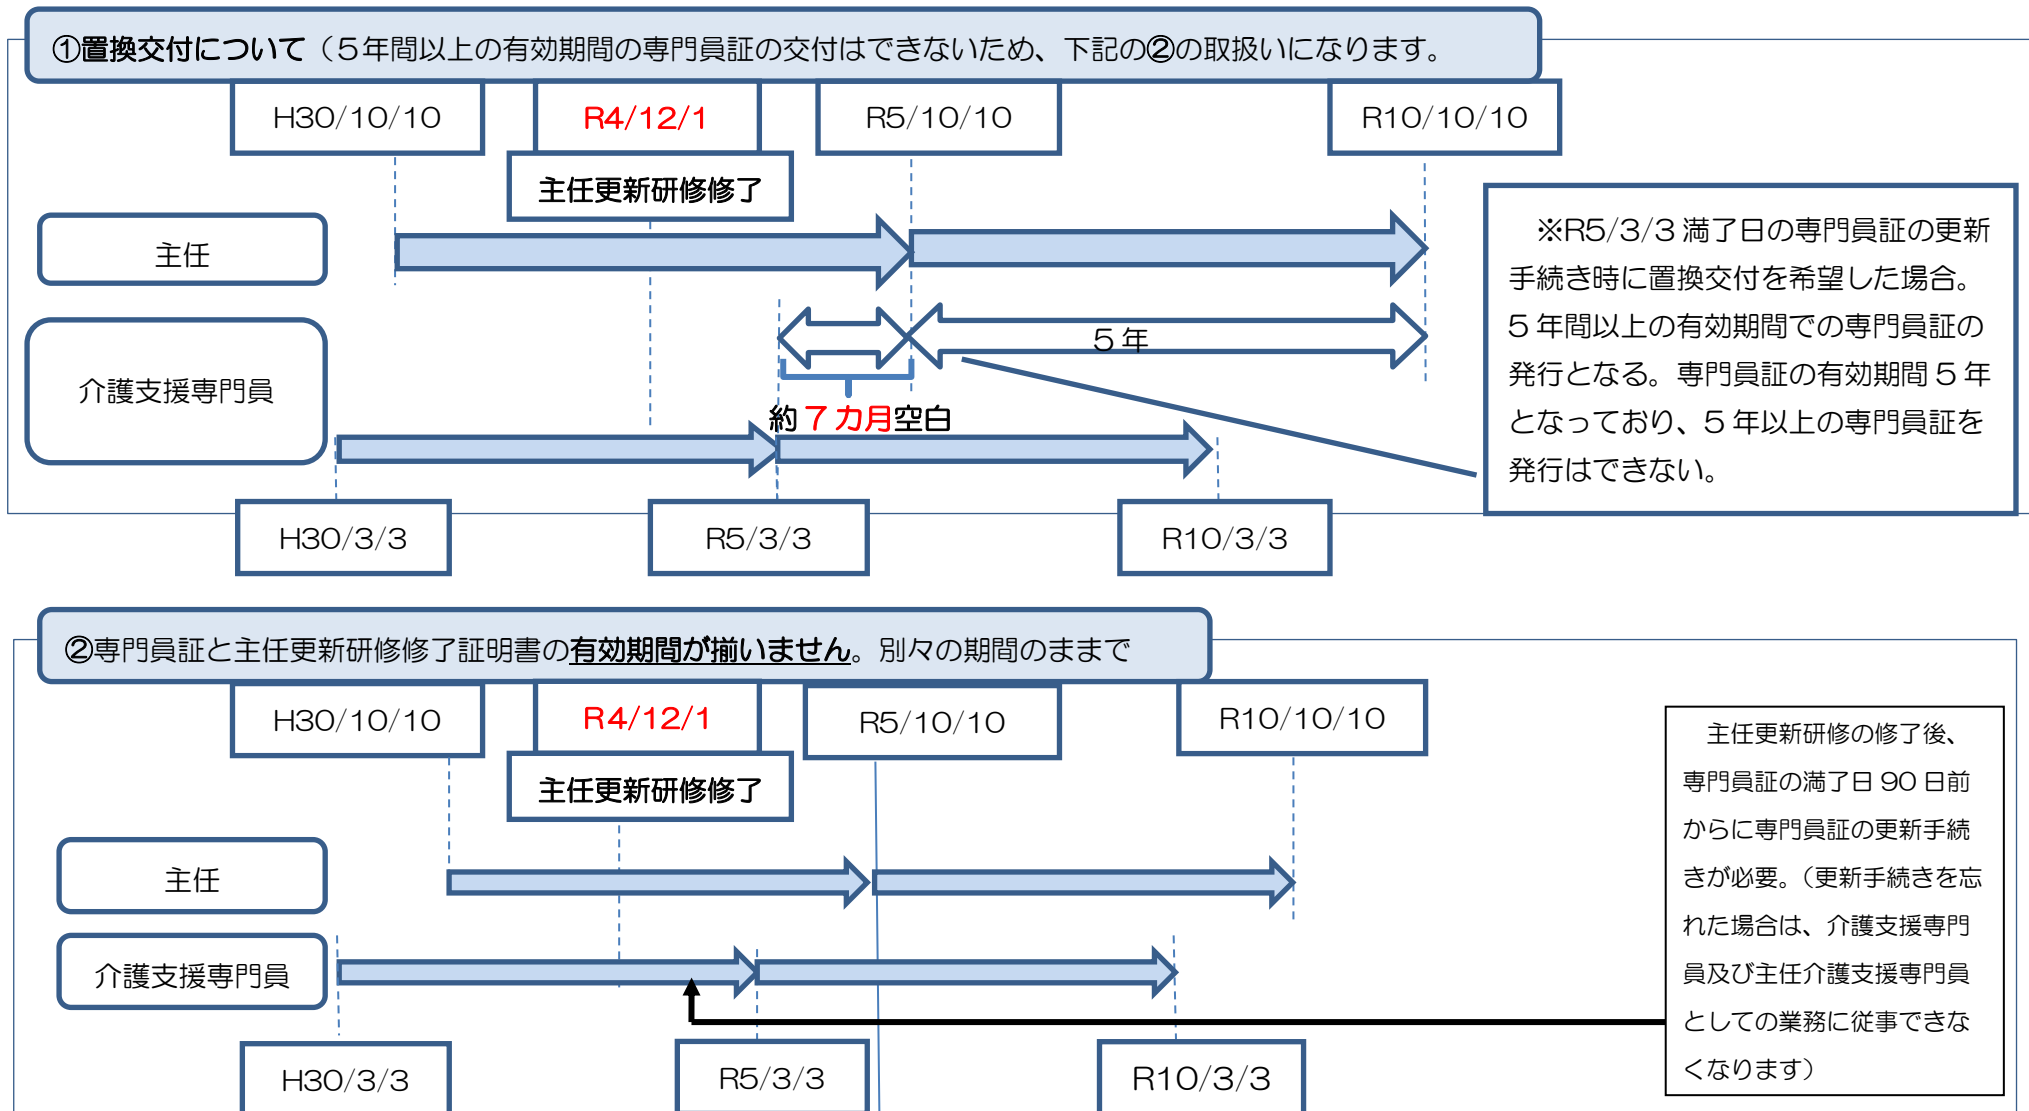 ①置換交付について（５年間以上の有効期間の専門員証の交付はできないため、下記の②の取扱いになります。
H30/10/10
R4/12/1
R5/10/10
R10/10/10
主任更新研修修了
主任
※R5/3/3 満了日の専門員証の更新
手続き時に置換交付を希望した場合。
５年間以上の有効期間での専門員証の
発行となる。専門員証の有効期間５年
となっており、５年以上の専門員証を
発行はできない。
５年
介護支援専門員
約７カ月空白
H30/3/3
R5/3/3
R10/3/3
②専門員証と主任更新研修修了証明書の有効期間が揃いません。別々の期間のままで
H30/10/10
R4/12/1
R5/10/10
R10/10/10
主任更新研修修了
主任
介護支援専門員
主任更新研修の修了後、
専門員証の満了日 90 日前
からに専門員証の更新手続
きが必要。（更新手続きを忘
れた場合は、介護支援専門
員及び主任介護支援専門員
としての業務に従事できな
くなります）
H30/3/3
R5/3/3
R10/3/3